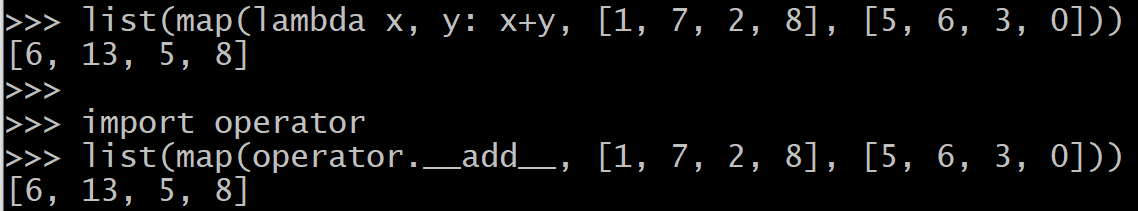 >>> list(map(lambda x, y: x+y, [1, 7, 2, 8], [5, 6, 3, 0]))
[6, 13, 5, 8]
>>>
>>> import operator
>>> list(map(operator.__add__, [1, 7, 2, 8], [5, 6, 3, 0]))
[6, 13, 5, 8]